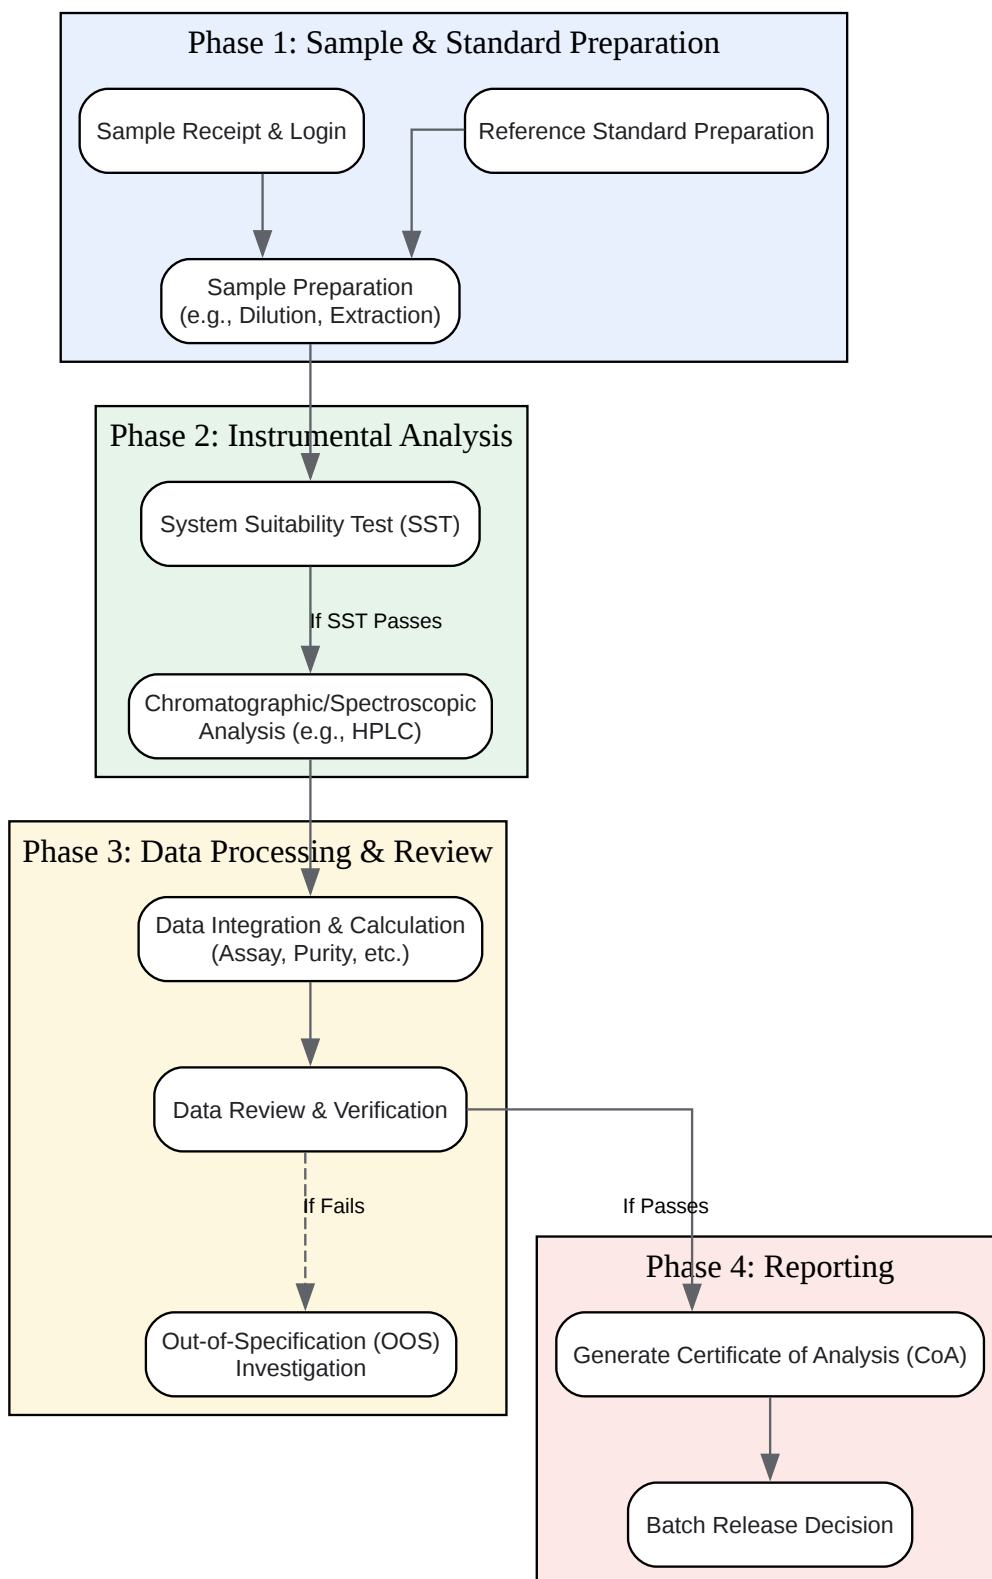 Phase 1: Sample & Standard Preparation
Sample Receipt & Login
Reference Standard Preparation
Sample Preparation
(e.g., Dilution, Extraction)
Phase 2: Instrumental Analysis
System Suitability Test (SST)
If SST Passes
Chromatographic/Spectroscopic
Analysis (e.g., HPLC)
Phase 3: Data Processing & Review
Data Integration & Calculation
(Assay, Purity, etc.)
Data Review & Verification
If Fails
If Passes
Out-of-Specification (OOS)
Investigation
Phase 4: Reporting
Generate Certificate of Analysis (CoA)
Batch Release Decision